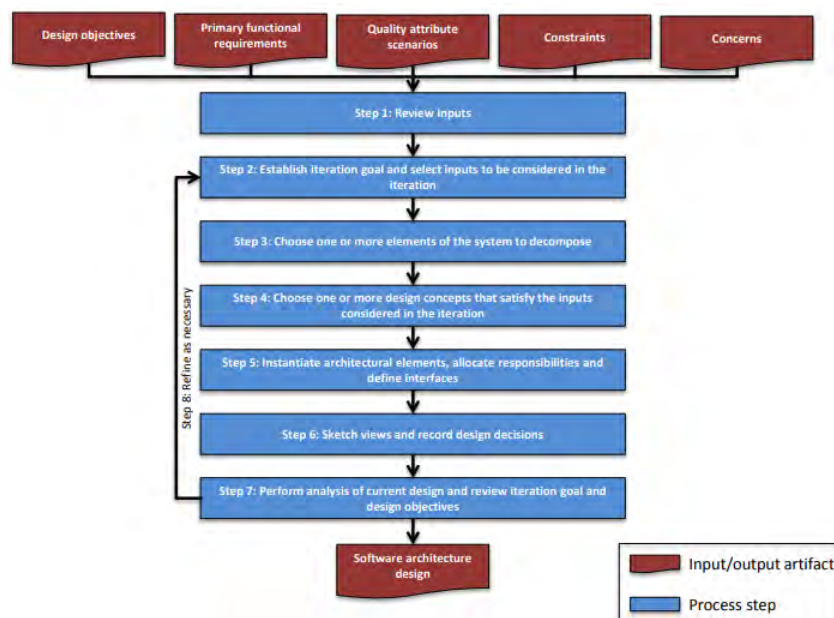 Design objectives
Primary functional
requirements
Quality attribute
scenarios
Constraints
Concerns
Step 1: Review inputs
Step 2: Establish iteration goal and select inputs to be considered in the
iteration
Step 3: Choose one or more elements of the system to decompose
Step 4: Choose one or more design concepts that satisfy the inputs
considered in the iteration
Step 5: Instantiate architectural elements, allocate responsibilities and
define interfaces
Step 6: Sketch views and record design decisions
Step 7: Perform analysis of current design and review iteration goal and
design objectives
Step 8: Refine as necessary
Software architecture
design
Input/output artifact
Process step